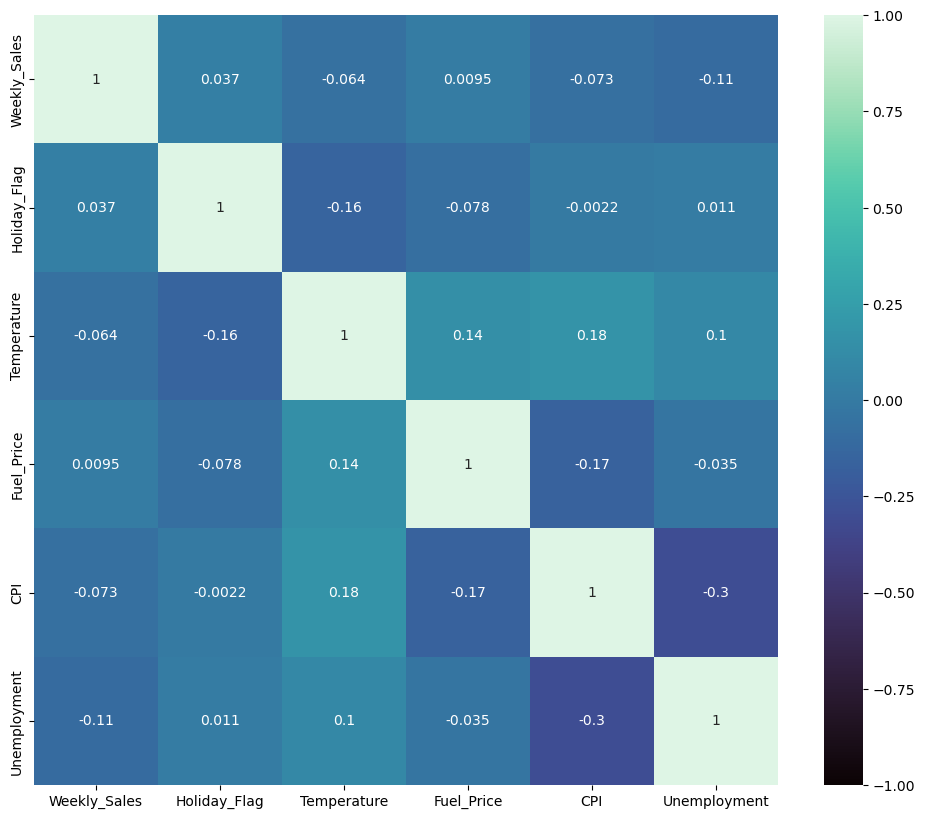 Weekly_Sales 1 0.037 -0.064 0.0095 -0.073 -0.11
Holiday_Flag 0.037 1 -0.16 -0.078 -0.0022 0.011
Temperature -0.064 -0.16 1 0.14 0.18 0.1
Fuel_Price 0.0095 -0.078 0.14 1 -0.17 -0.035
CPI -0.073 -0.0022 0.18 -0.17 1 -0.3
Unemployment -0.11 0.011 0.1 -0.035 -0.3 1
Weekly_Sales Holiday_Flag Temperature Fuel_Price CPI Unemployment
1.00
0.75
0.50
0.25
0.00
−0.25
−0.50
−0.75
−1.00